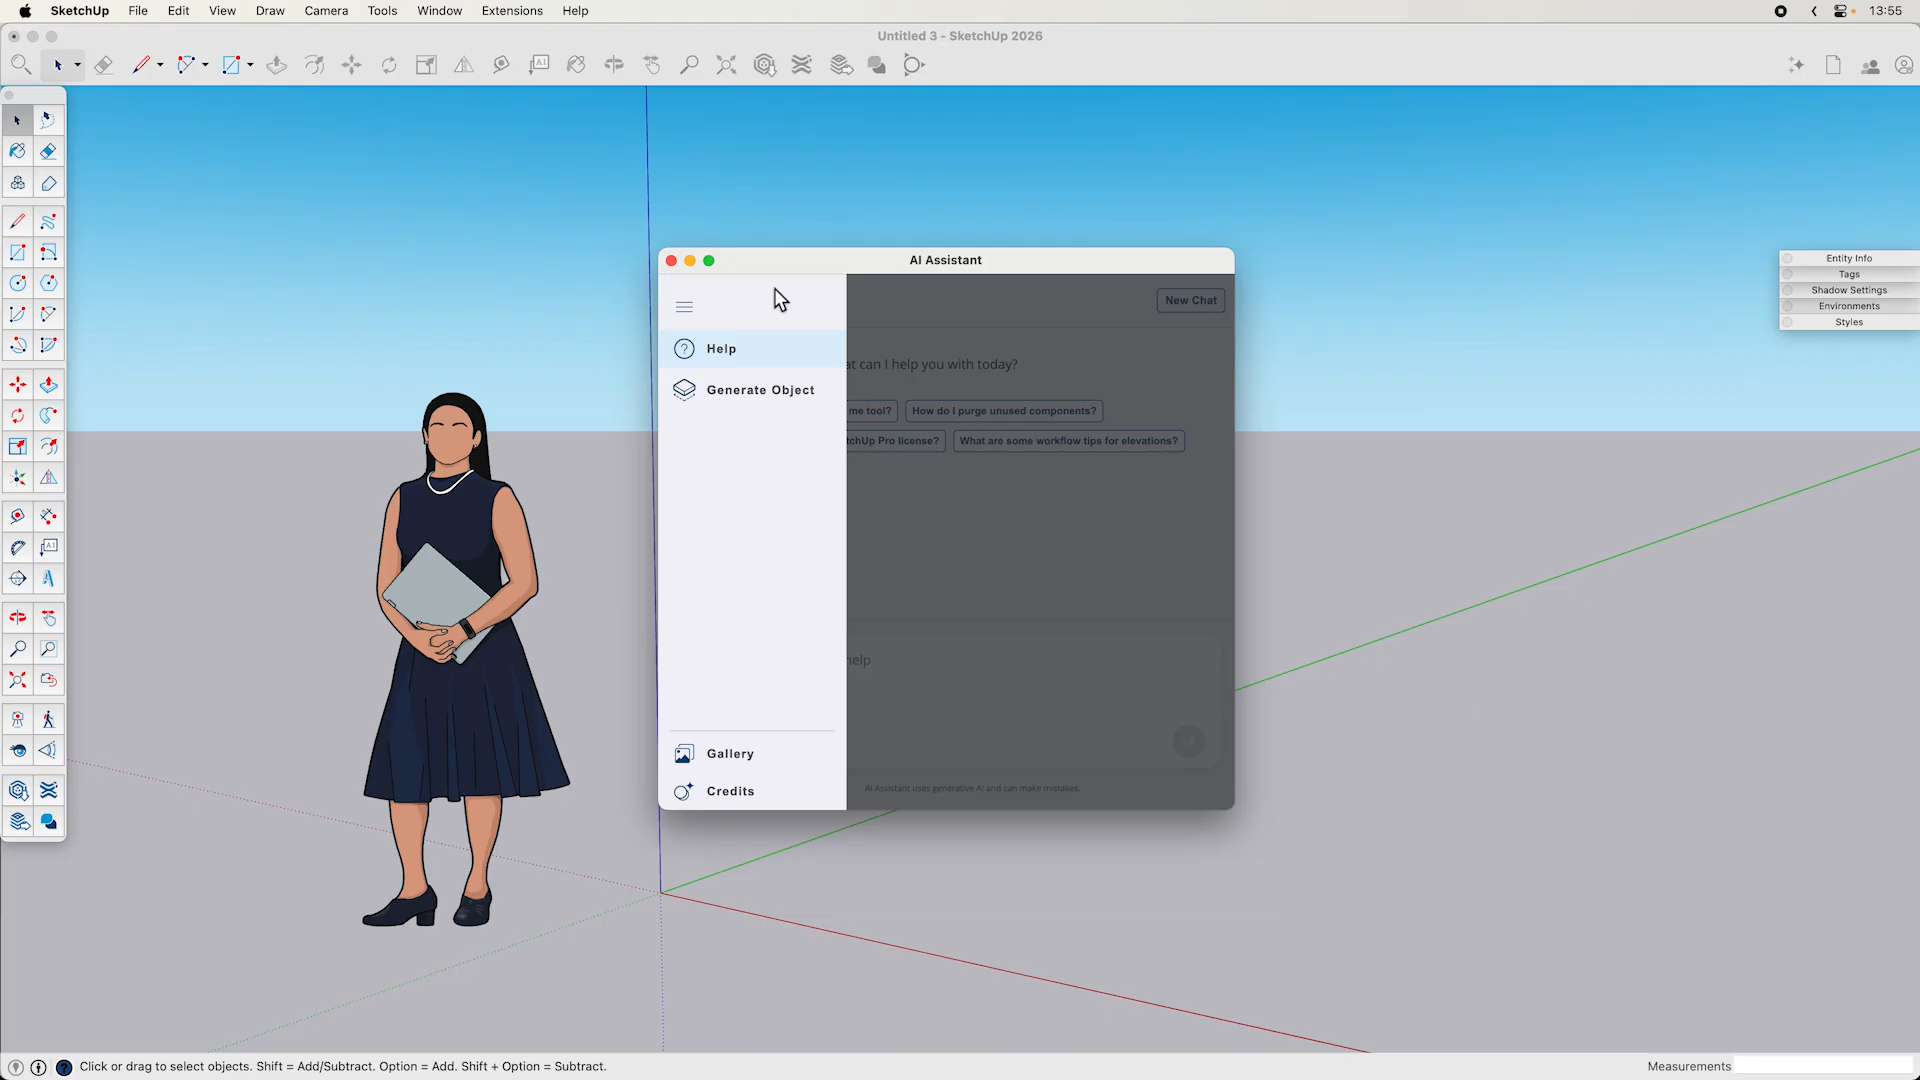 SketchUp File Edit View Draw Camera Tools Window Extensions Help 13:55
Untitled 3 - SketchUp 2026
AI Assistant
Entity Info
Tags
Shadow Settings
Environments
Styles
New Chat
Help
at can I help you with today?
Generate Object
me tool? How do I purge unused components?
tchUp Pro license? What are some workflow tips for elevations?
help
Gallery
Credits
AI Assistant uses generative AI and can make mistakes.
Click or drag to select objects. Shift = Add/Subtract. Option = Add. Shift + Option = Subtract. Measurements